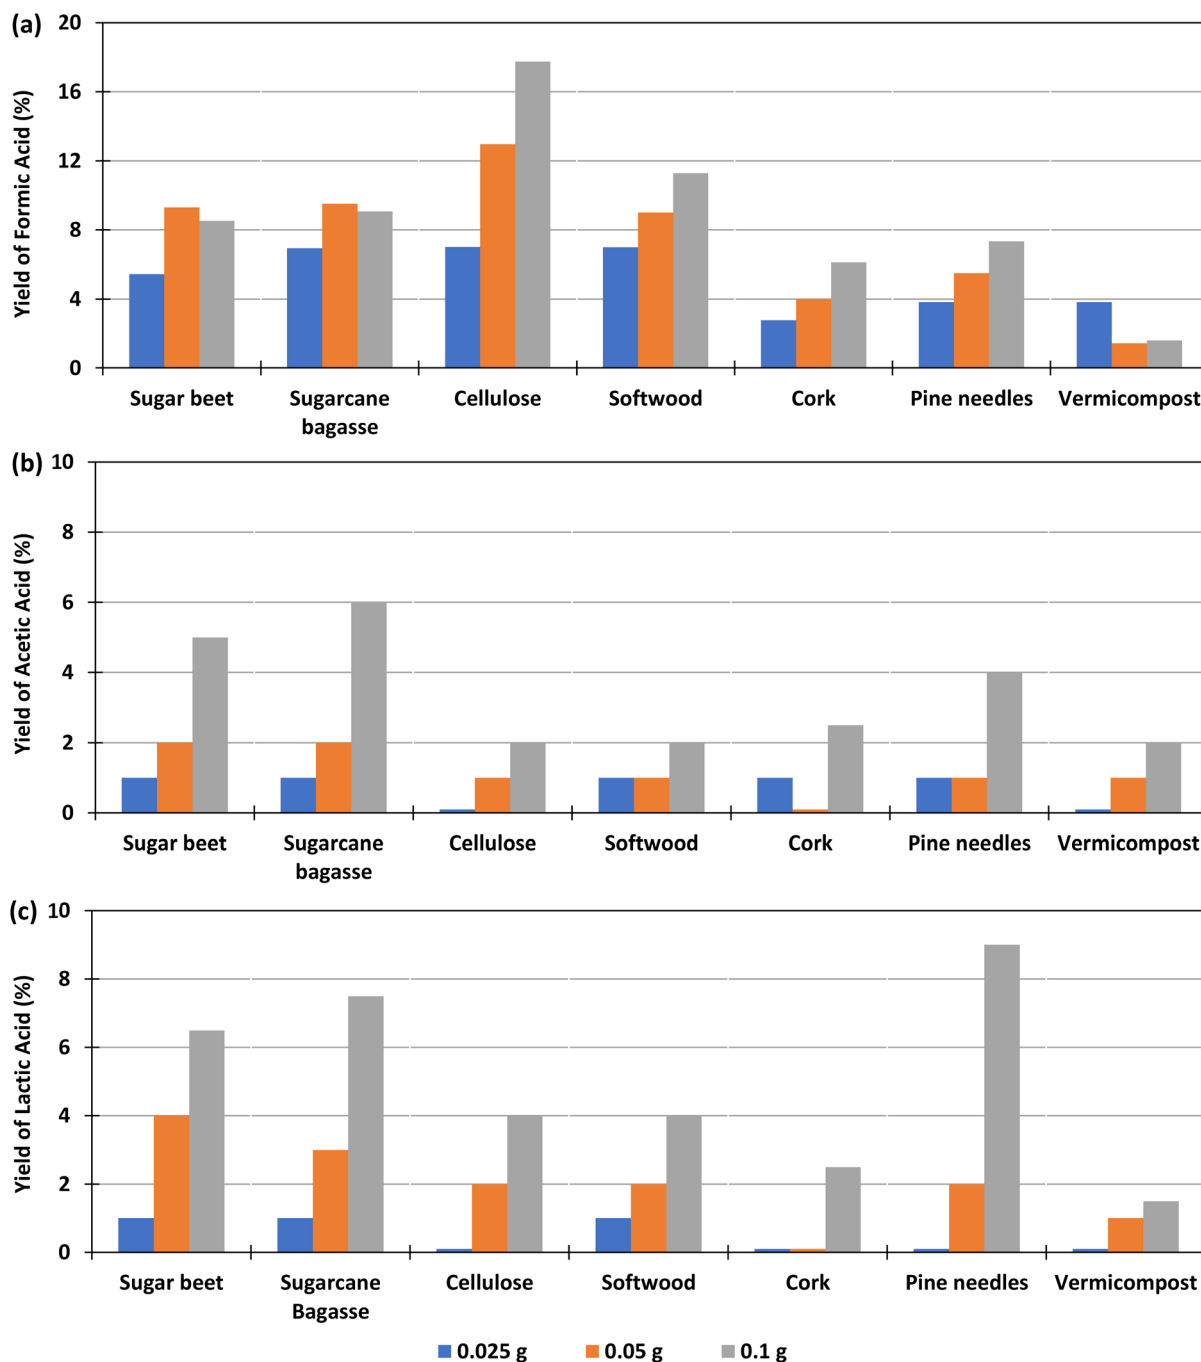 (a)
Yield of Formic Acid (%)
20
16
12
8
4
0
Sugar beet
Sugarcane
bagasse
Cellulose
Softwood
Cork
Pine needles
Vermicompost
(b)
Yield of Acetic Acid (%)
10
8
6
4
2
0
Sugar beet
Sugarcane
bagasse
Cellulose
Softwood
Cork
Pine needles
Vermicompost
(c)
Yield of Lactic Acid (%)
10
8
6
4
2
0
Sugar beet
Sugarcane
Bagasse
Cellulose
Softwood
Cork
Pine needles
Vermicompost
0.025 g
0.05 g
0.1 g